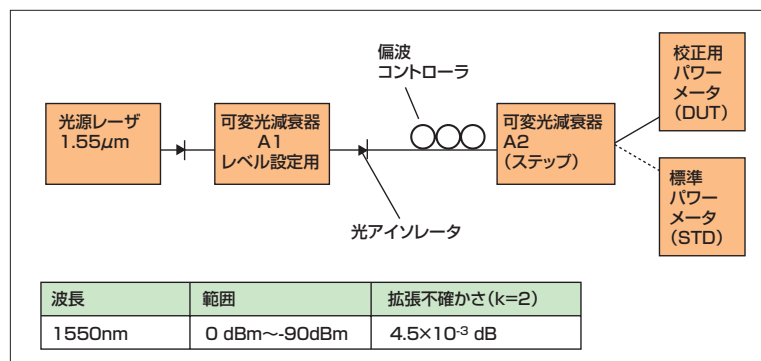 偏波
コントローラ
校正用
パワー
メータ
(DUT)
光源レーザ
1.55μm
可変光減衰器
A1
レベル設定用
可変光減衰器
A2
(ステップ)
標準
パワー
メータ
(STD)
光アイソレータ
波長 範囲 拡張不確かさ(k=2)
1550nm 0 dBm~-90dBm 4.5×10⁻³ dB